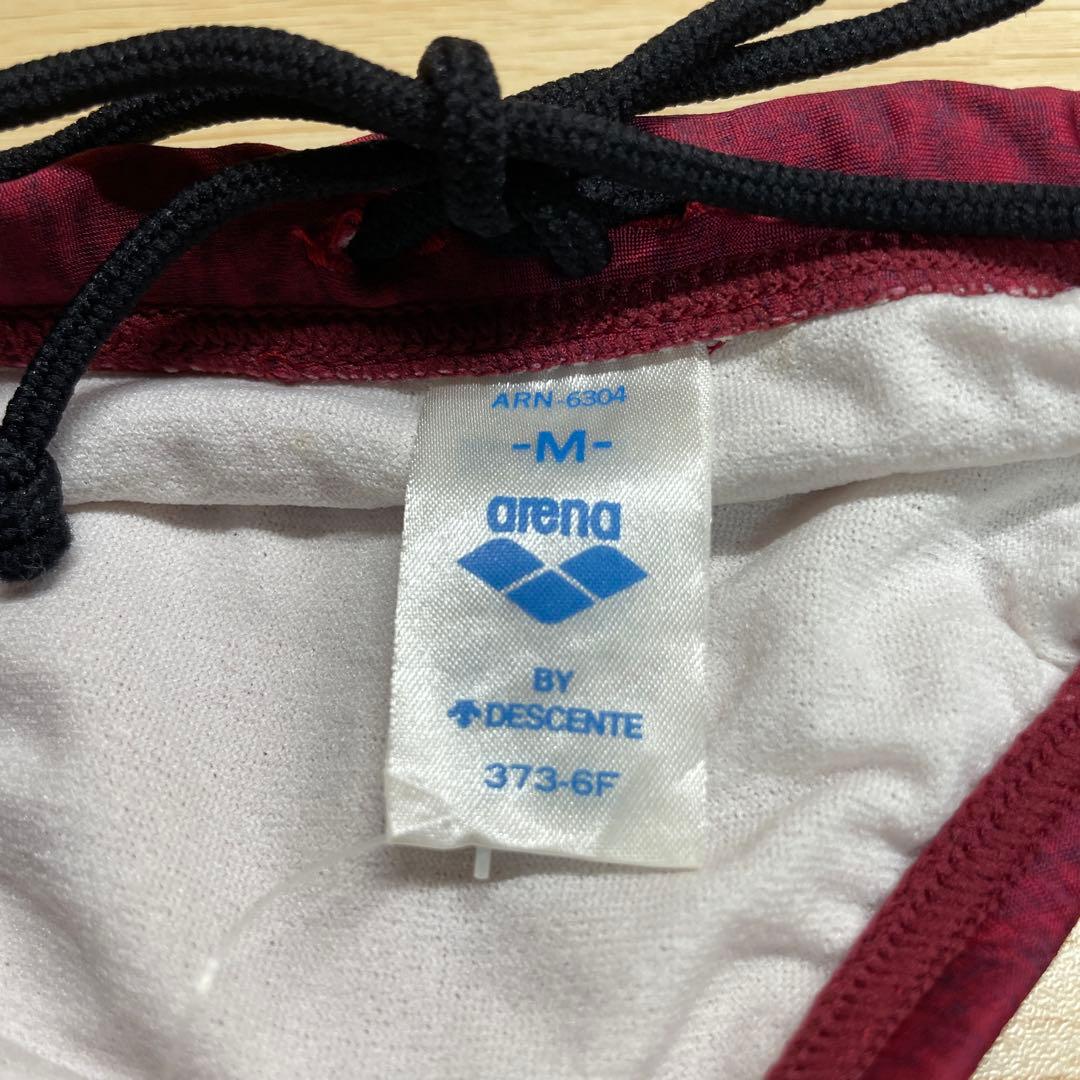 ARN-6304
-M-
arena
BY
DESCENTE
373-6F